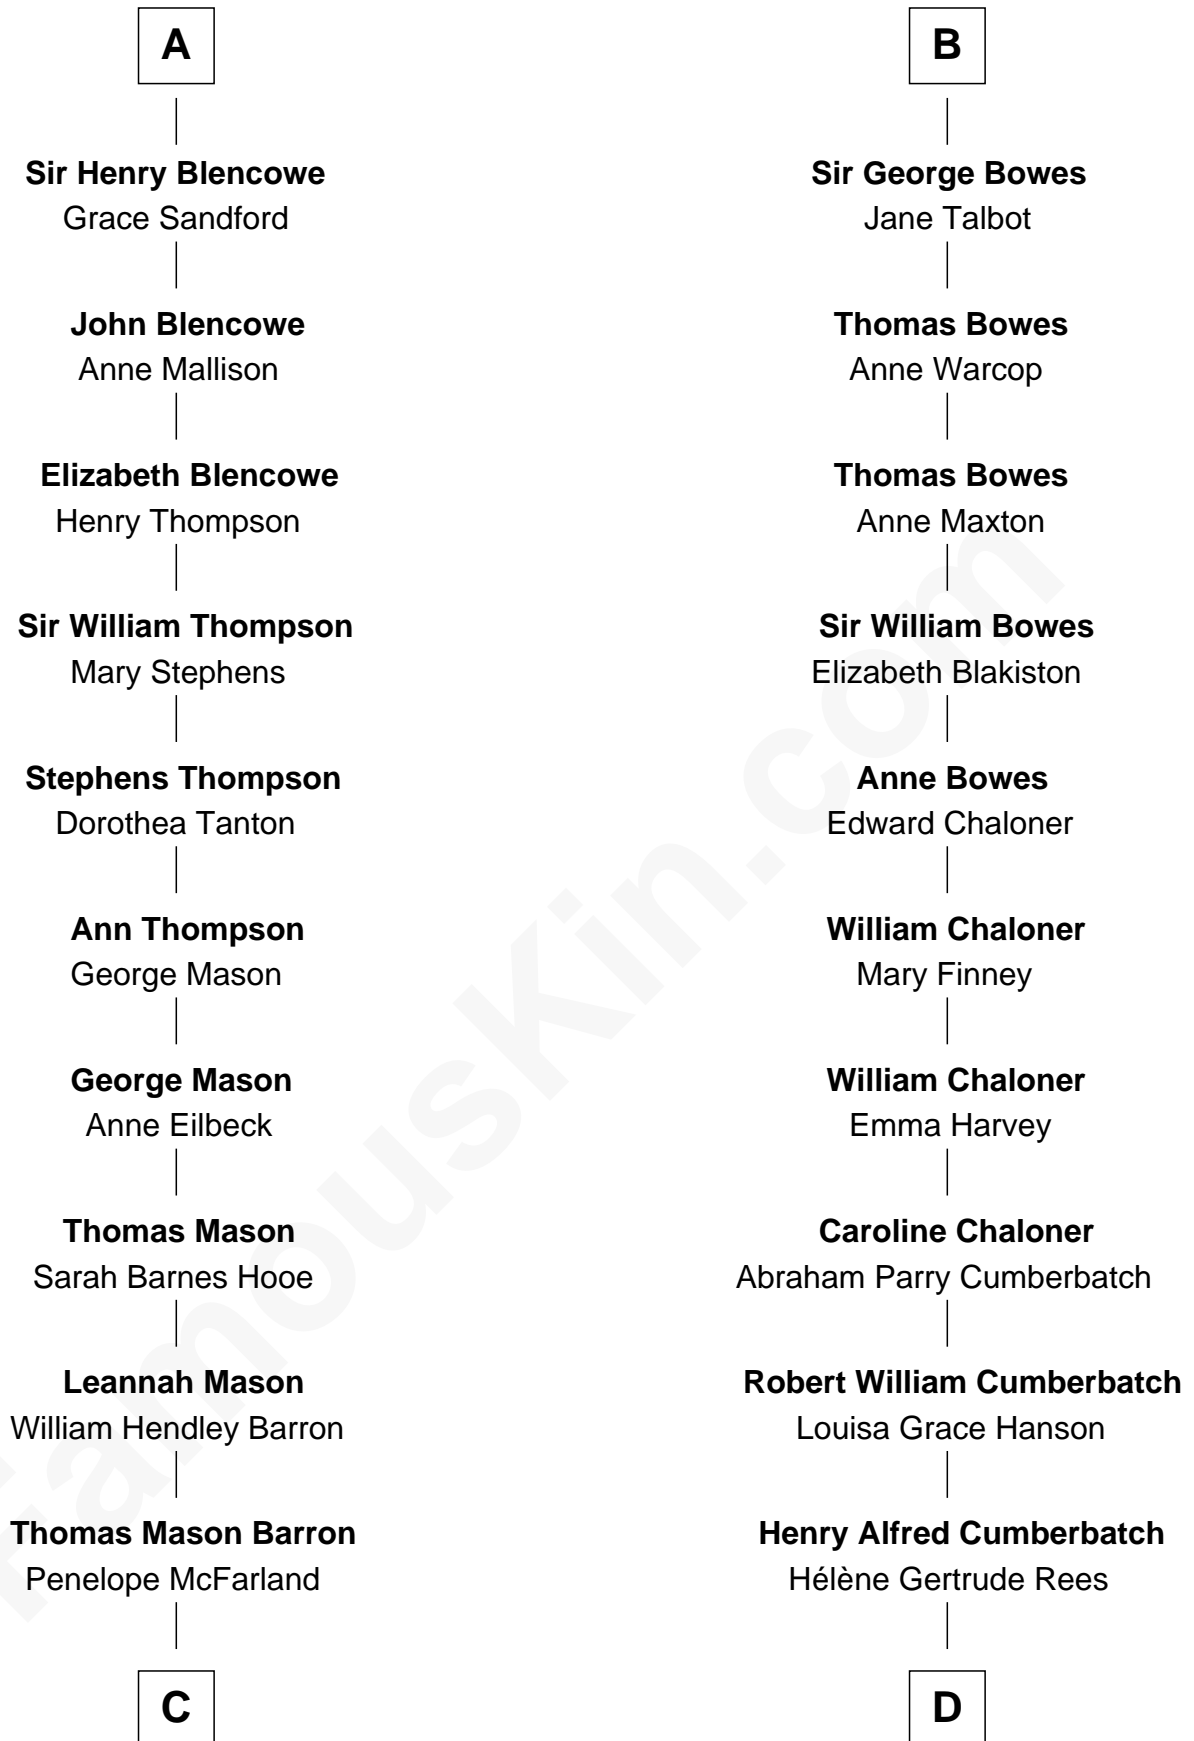 A
Sir Henry Blencowe
Grace Sandford
John Blencowe
Anne Mallison
Elizabeth Blencowe
Henry Thompson
Sir William Thompson
Mary Stephens
Stephens Thompson
Dorothea Tanton
Ann Thompson
George Mason
George Mason
Anne Eilbeck
Thomas Mason
Sarah Barnes Hooe
Leannah Mason
William Hendley Barron
Thomas Mason Barron
Penelope McFarland
C
B
Sir George Bowes
Jane Talbot
Thomas Bowes
Anne Warcop
Thomas Bowes
Anne Maxton
Sir William Bowes
Elizabeth Blakiston
Anne Bowes
Edward Chaloner
William Chaloner
Mary Finney
William Chaloner
Emma Harvey
Caroline Chaloner
Abraham Parry Cumberbatch
Robert William Cumberbatch
Louisa Grace Hanson
Henry Alfred Cumberbatch
Hélène Gertrude Rees
D
FamousKin.com